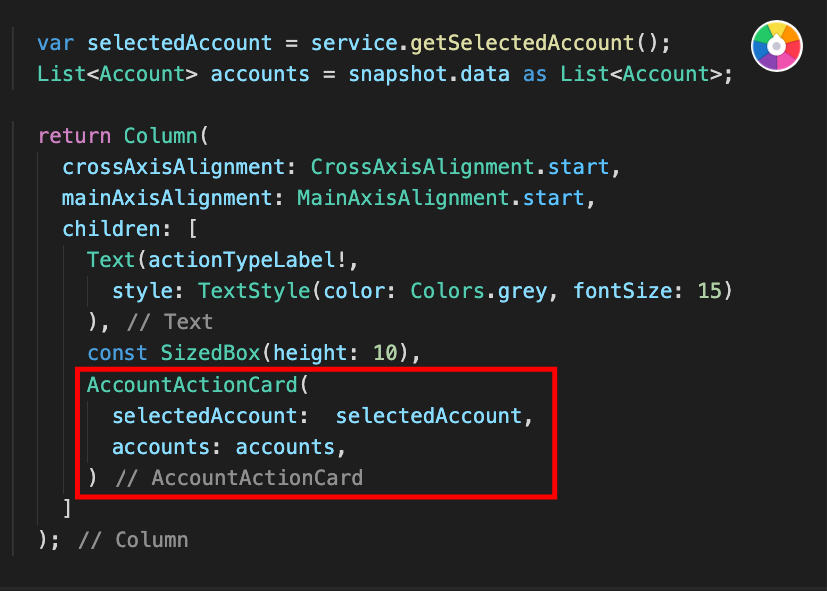 var selectedAccount = service.getSelectedAccount();
List<Account> accounts = snapshot.data as List<Account>;
return Column(
crossAxisAlignment: CrossAxisAlignment.start,
mainAxisAlignment: MainAxisAlignment.start,
children: [
Text(actionTypeLabel!,
style: TextStyle(color: Colors.grey, fontSize: 15)
), // Text
const SizedBox(height: 10),
AccountActionCard(
selectedAccount:  selectedAccount,
accounts: accounts,
) // AccountActionCard
]
); // Column